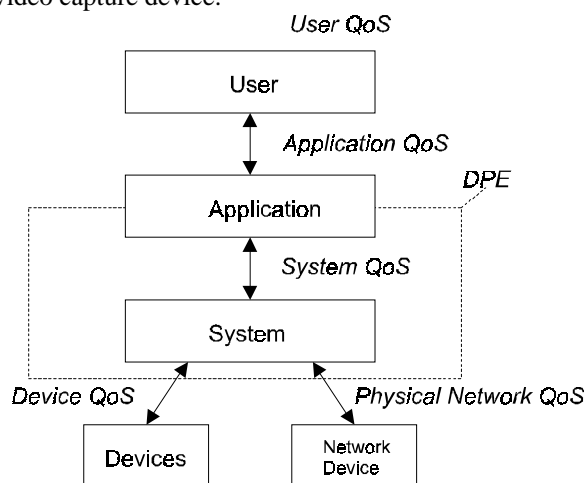 video capture device.
User QoS
User
Application QoS
DPE
Application
System QoS
System
Device QoS
Physical Network QoS
Devices
Network
Device